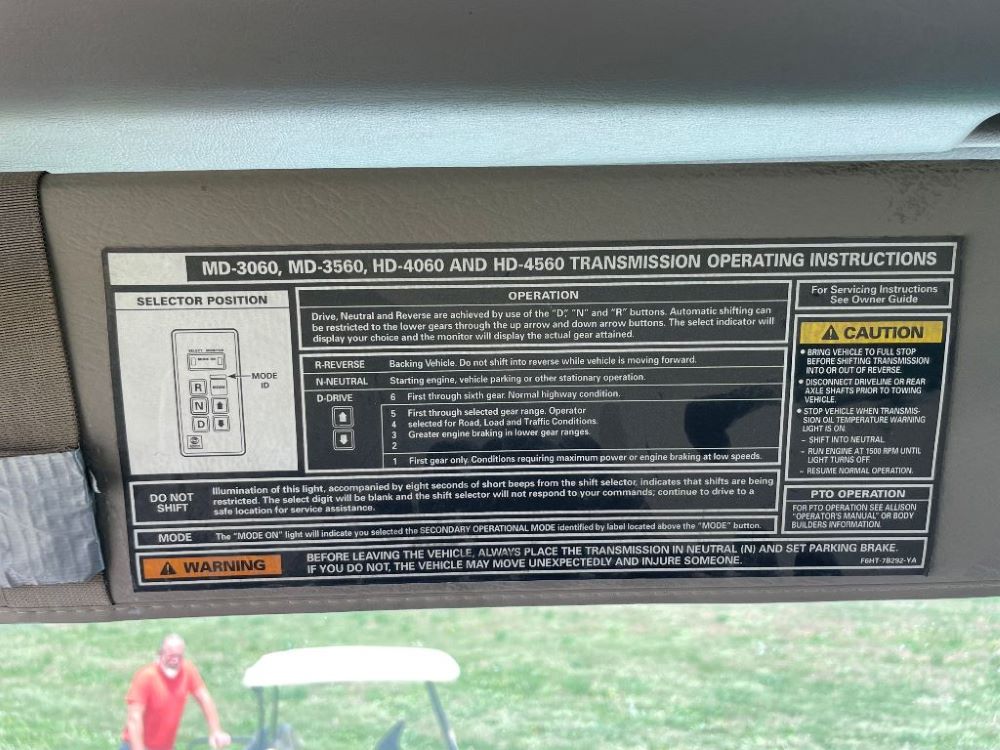 MD-3060, MD-3560, HD-4060 AND HD-4560 TRANSMISSION OPERATING INSTRUCTIONS
SELECTOR POSITION
SELECT MONITOR
MODE ON
R
MODE
N
D
MODE
ID
OPERATION
Drive, Neutral and Reverse are achieved by use of the "D", "N" and "R" buttons. Automatic shifting can
be restricted to the lower gears through the up arrow and down arrow buttons. The select indicator will
display your choice and the monitor will display the actual gear attained.
R-REVERSE Backing Vehicle. Do not shift into reverse while vehicle is moving forward.
N-NEUTRAL Starting engine, vehicle parking or other stationary operation.
D-DRIVE 6 First through sixth gear. Normal highway condition.
5 First through selected gear range. Operator
4 selected for Road, Load and Traffic Conditions.
3 Greater engine braking in lower gear ranges.
2
1 First gear only. Conditions requiring maximum power or engine braking at low speeds.
For Servicing Instructions
See Owner Guide
CAUTION
• BRING VEHICLE TO FULL STOP
BEFORE SHIFTING TRANSMISSION
INTO OR OUT OF REVERSE.
• DISCONNECT DRIVELINE OR REAR
AXLE SHAFTS PRIOR TO TOWING
VEHICLE.
• STOP VEHICLE WHEN TRANSMIS-
SION OIL TEMPERATURE WARNING
LIGHT IS ON.
– SHIFT INTO NEUTRAL
– RUN ENGINE AT 1500 RPM UNTIL
LIGHT TURNS OFF
– RESUME NORMAL OPERATION.
PTO OPERATION
FOR PTO OPERATION SEE ALLISON
"OPERATOR'S MANUAL" OR BODY
BUILDERS INFORMATION.
DO NOT
SHIFT
Illumination of this light, accompanied by eight seconds of short beeps from the shift selector, indicates that shifts are being
restricted. The select digit will be blank and the shift selector will not respond to your commands; continue to drive to a
safe location for service assistance.
MODE The "MODE ON" light will indicate you selected the SECONDARY OPERATIONAL MODE identified by label located above the "MODE" button.
WARNING
BEFORE LEAVING THE VEHICLE, ALWAYS PLACE THE TRANSMISSION IN NEUTRAL (N) AND SET PARKING BRAKE.
IF YOU DO NOT, THE VEHICLE MAY MOVE UNEXPECTEDLY AND INJURE SOMEONE.
F6HT-7B292-YA